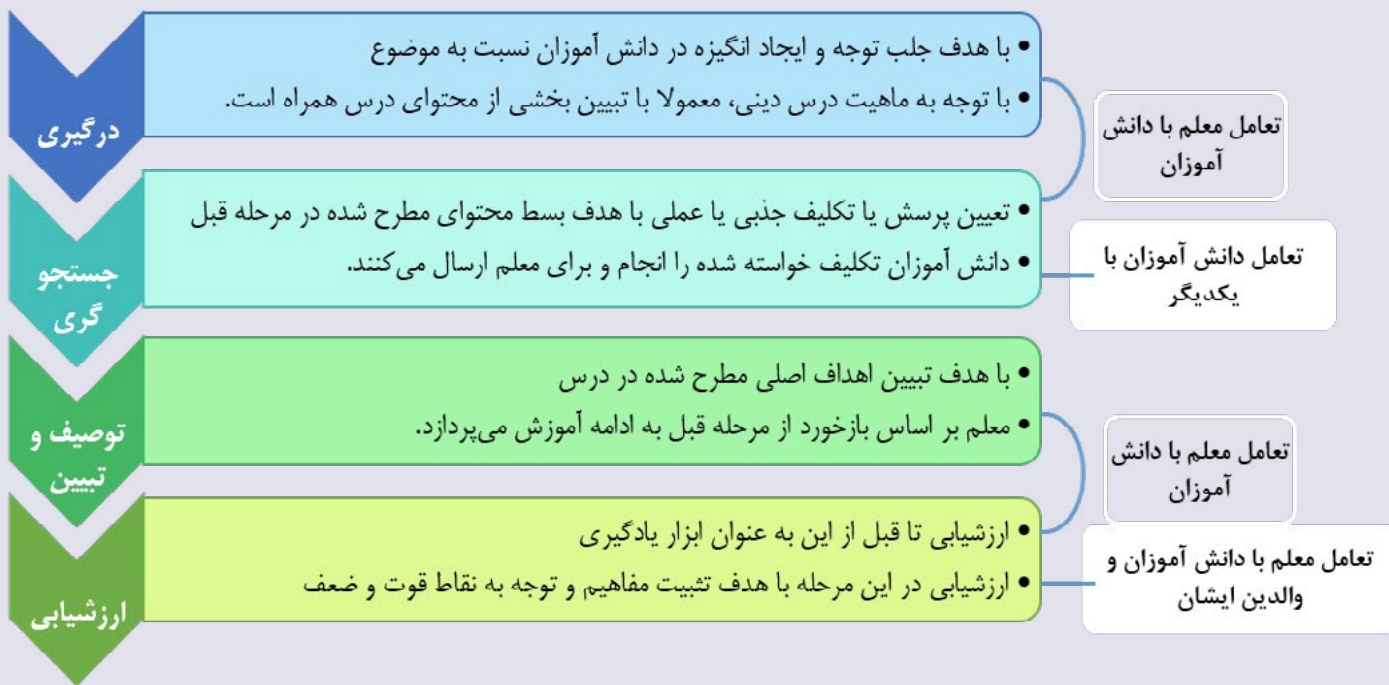 درگیری
● با هدف جلب توجه و ایجاد انگیزه در دانش آموزان نسبت به موضوع
● با توجه به ماهیت درس دینی، معمولا با تبیین بخشی از محتوای درس همراه است.
تعامل معلم با دانش
آموزان
جستجو
گری
● تعیین پرسش یا تکلیف جذبی یا عملی با هدف بسط محتوای مطرح شده در مرحله قبل
● دانش آموزان تکلیف خواسته شده را انجام و برای معلم ارسال می‌کنند.
تعامل دانش آموزان با
یکدیگر
توصیف و
تبیین
● با هدف تبیین اهداف اصلی مطرح شده در درس
● معلم بر اساس بازخورد از مرحله قبل به ادامه آموزش می‌پردازد.
تعامل معلم با دانش
آموزان
ارزشیابی
● ارزشیابی تا قبل از این به عنوان ابزار یادگیری
● ارزشیابی در این مرحله با هدف تثبیت مفاهیم و توجه به نقاط قوت و ضعف
تعامل معلم با دانش آموزان و
والدین ایشان